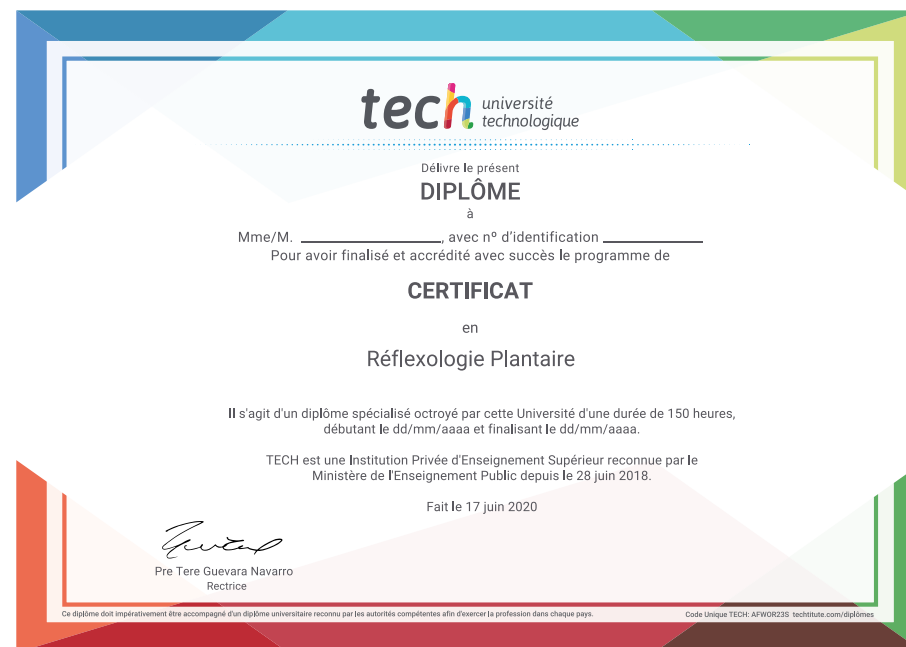 tech université
technologique
Délivre le présent
DIPLÔME
à
Mme/M. ____________________, avec nº d'identification ______________
Pour avoir finalisé et accrédité avec succès le programme de
CERTIFICAT
en
Réflexologie Plantaire
Il s'agit d'un diplôme spécialisé octroyé par cette Université d'une durée de 150 heures,
débutant le dd/mm/aaaa et finalisant le dd/mm/aaaa.
TECH est une Institution Privée d'Enseignement Supérieur reconnue par le
Ministère de l'Enseignement Public depuis le 28 juin 2018.
Fait le 17 juin 2020
Pre Tere Guevara Navarro
Rectrice
Ce diplôme doit impérativement être accompagné d'un diplôme universitaire reconnu par les autorités compétentes afin d'exercer la profession dans chaque pays.
Code Unique TECH: AFWOR23S techtitute.com/diplômes